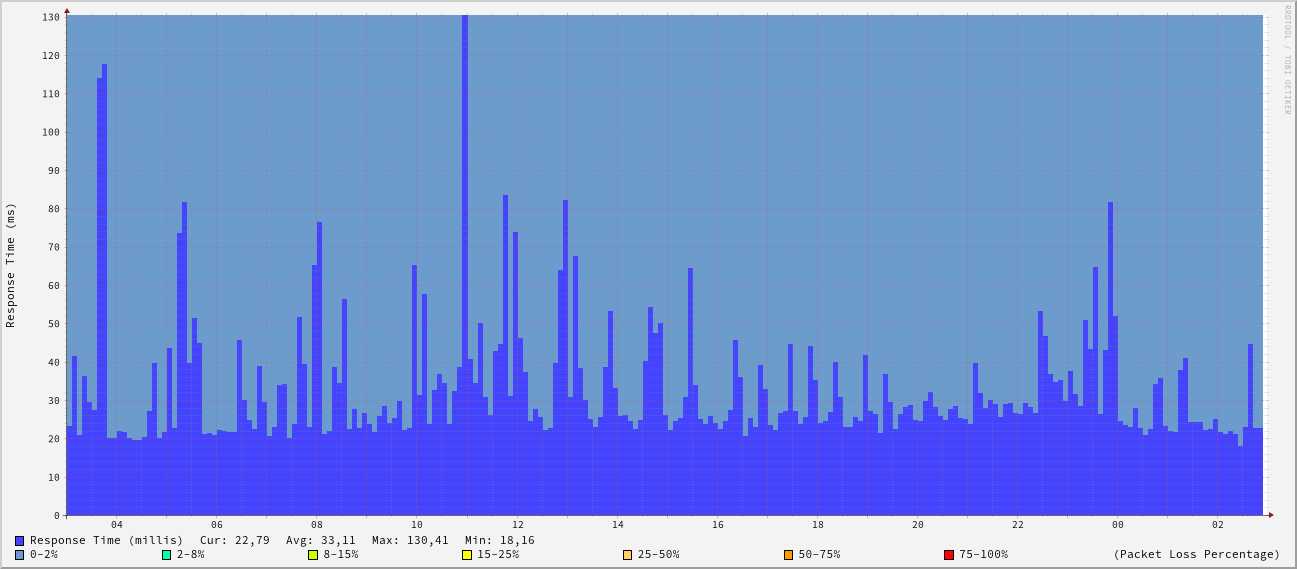 RRDTOOL / TOBI OETIKER
Response Time (ms)
130
120
110
100
90
80
70
60
50
40
30
20
10
0
04 06 08 10 12 14 16 18 20 22 00 02
Response Time (millis) Cur: 22,79 Avg: 33,11 Max: 130,41 Min: 18,16
0-2% 2-8% 8-15% 15-25% 25-50% 50-75% 75-100% (Packet Loss Percentage)